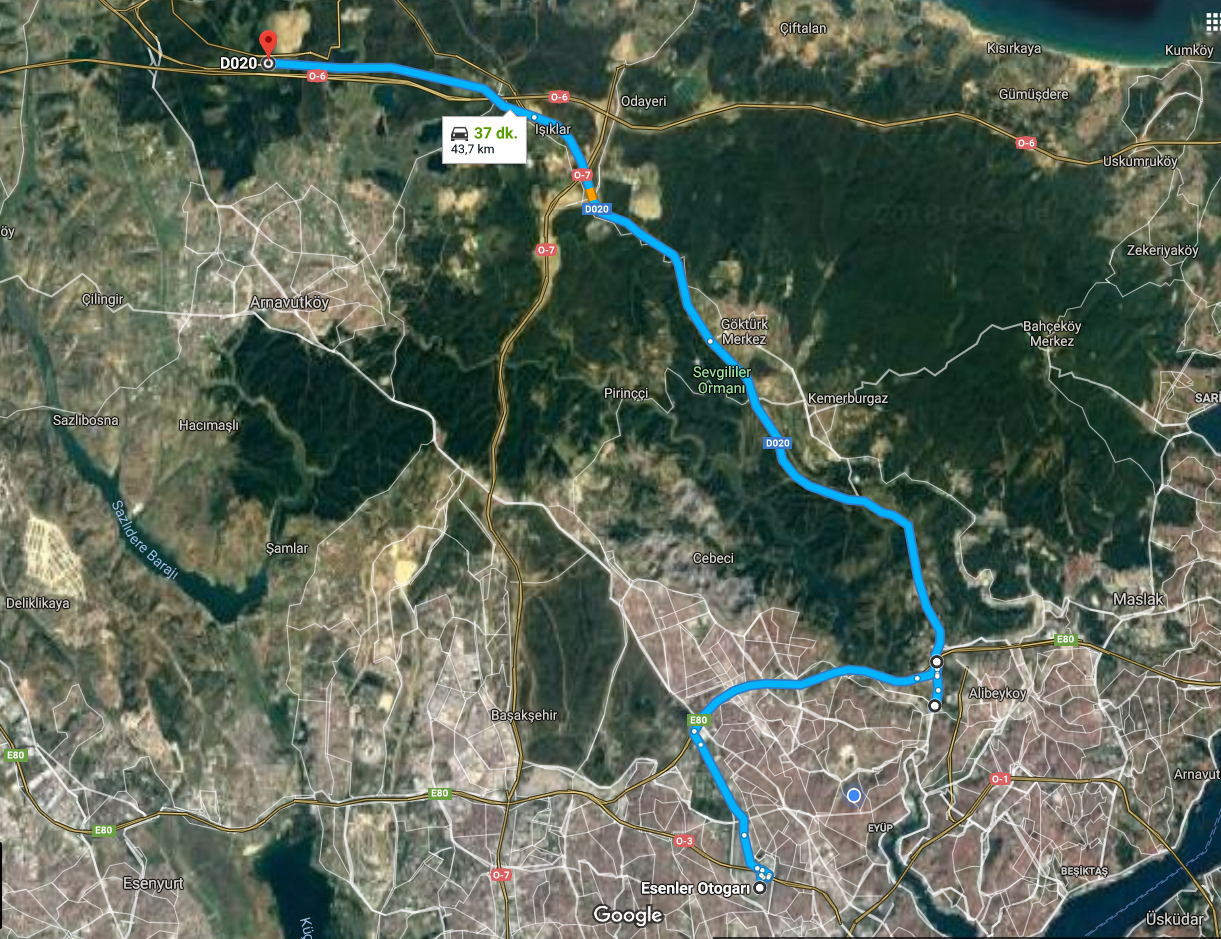 Çiftalan
Kısırkaya
Kumköy
D020
O-6
O-6
Odayeri
Gümüşdere
37 dk.
43,7 km
Işıklar
O-6
Uskumruköy
O-7
D020
öy
O-7
Zekeriyaköy
Çilingir
Arnavutköy
Göktürk
Merkez
Bahçeköy
Merkez
Sevgililer
Ormanı
Pirinççi
Kemerburgaz
SARI
Sazlıbosna
Hacımaşlı
D020
Sazlıdere Barajı
Şamlar
Cebeci
Deliklikaya
Maslak
E80
Alibeyköy
Başakşehir
E80
E80
O-1
Arnavut
E80
E80
EYÜP
O-3
BEŞİKTAŞ
Esenyurt
O-7
Esenler Otogarı
Google
Küç
Üsküdar